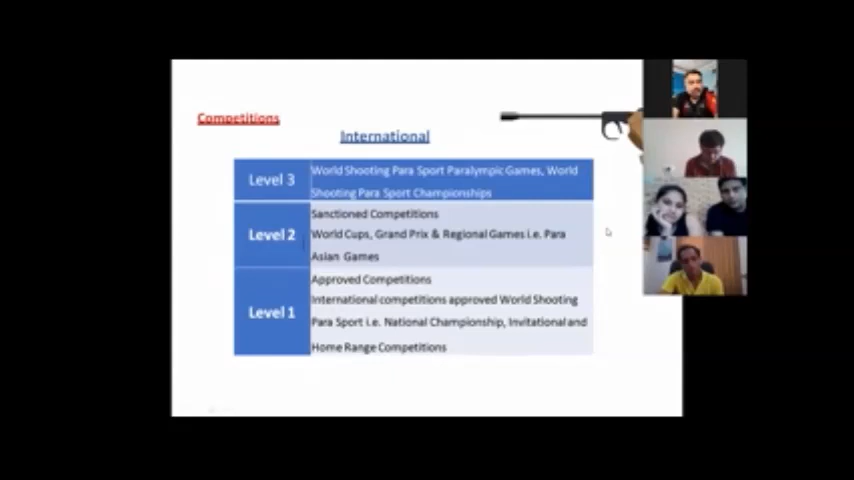 Competitions
International
Level 3
World Shooting Para Sport Paralympic Games, World
Shooting Para Sport Championships
Level 2
Sanctioned Competitions
World Cups, Grand Prix & Regional Games i.e. Para
Asian Games
Level 1
Approved Competitions
International competitions approved World Shooting
Para Sport i.e. National Championship, Invitational and
Home Range Competitions